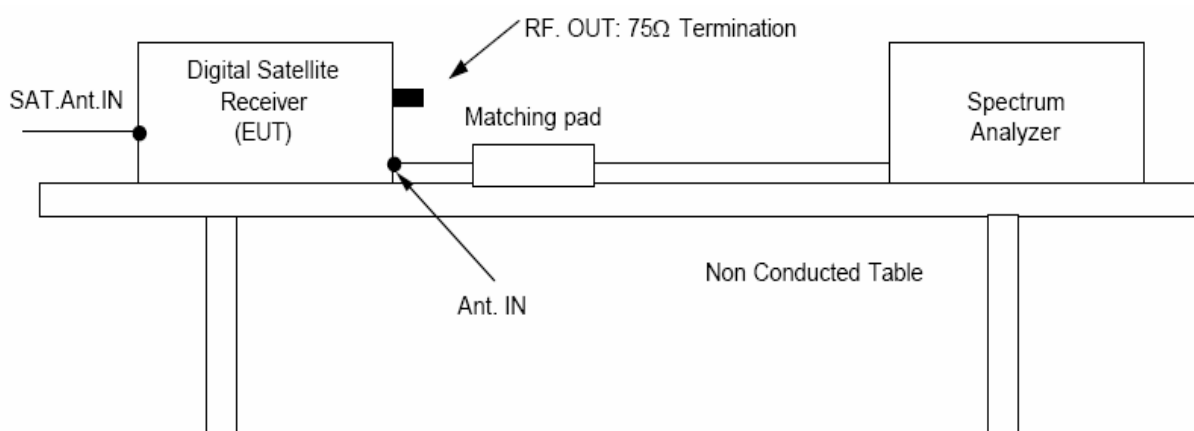 RF. OUT: 75Ω Termination
Digital Satellite
Receiver
(EUT)
SAT.Ant.IN
Matching pad
Spectrum
Analyzer
Ant. IN
Non Conducted Table